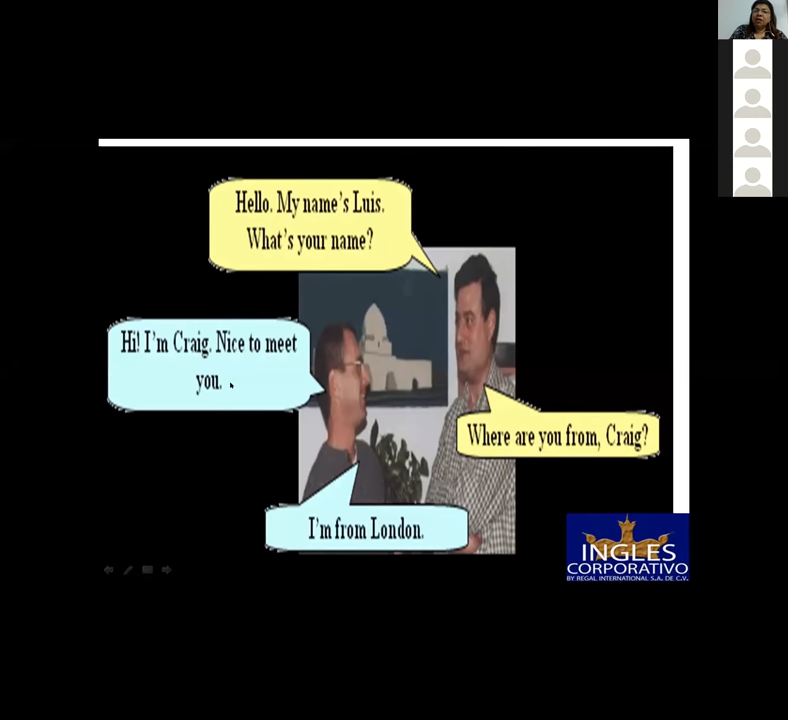 Hello. My name's Luis.
What's your name?
Hi! I'm Craig. Nice to meet
you.
Where are you from, Craig?
I'm from London.
INGLES
CORPORATIVO
BY REGAL INTERNATIONAL S.A. DE C.V.